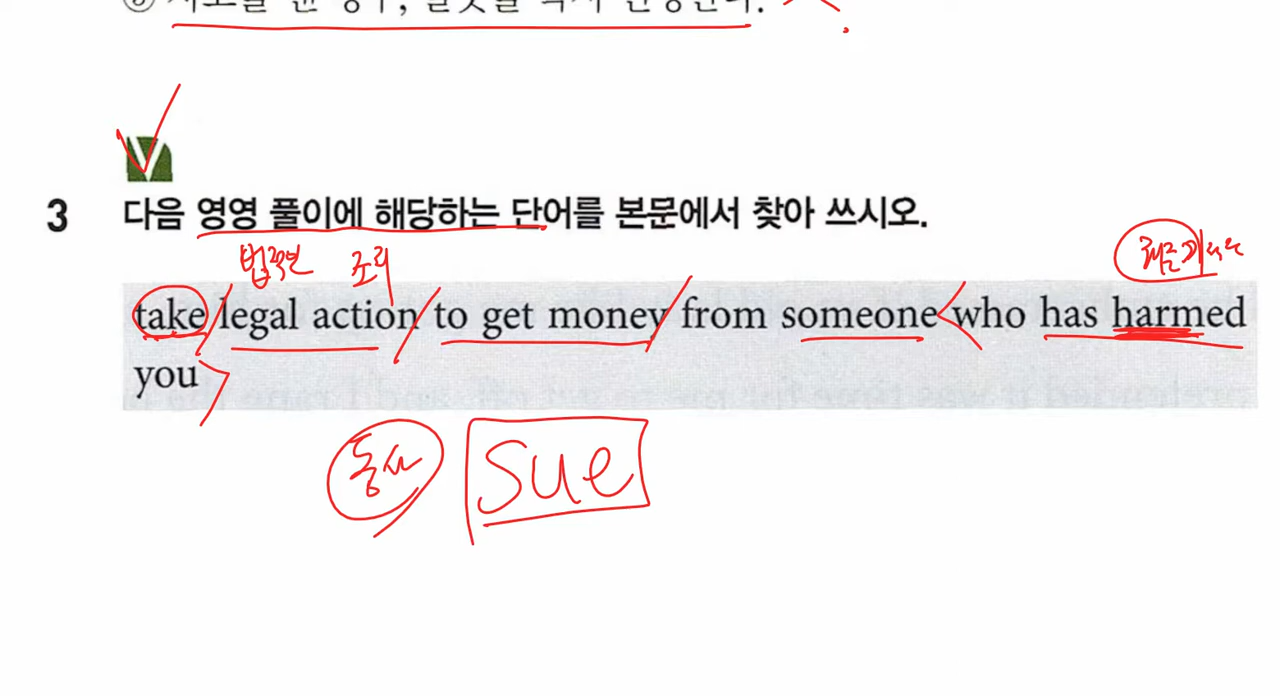 3 다음 영영 풀이에 해당하는 단어를 본문에서 찾아 쓰시오.
법적인 조치
take legal action to get money from someone who has harmed
you
동사 sue